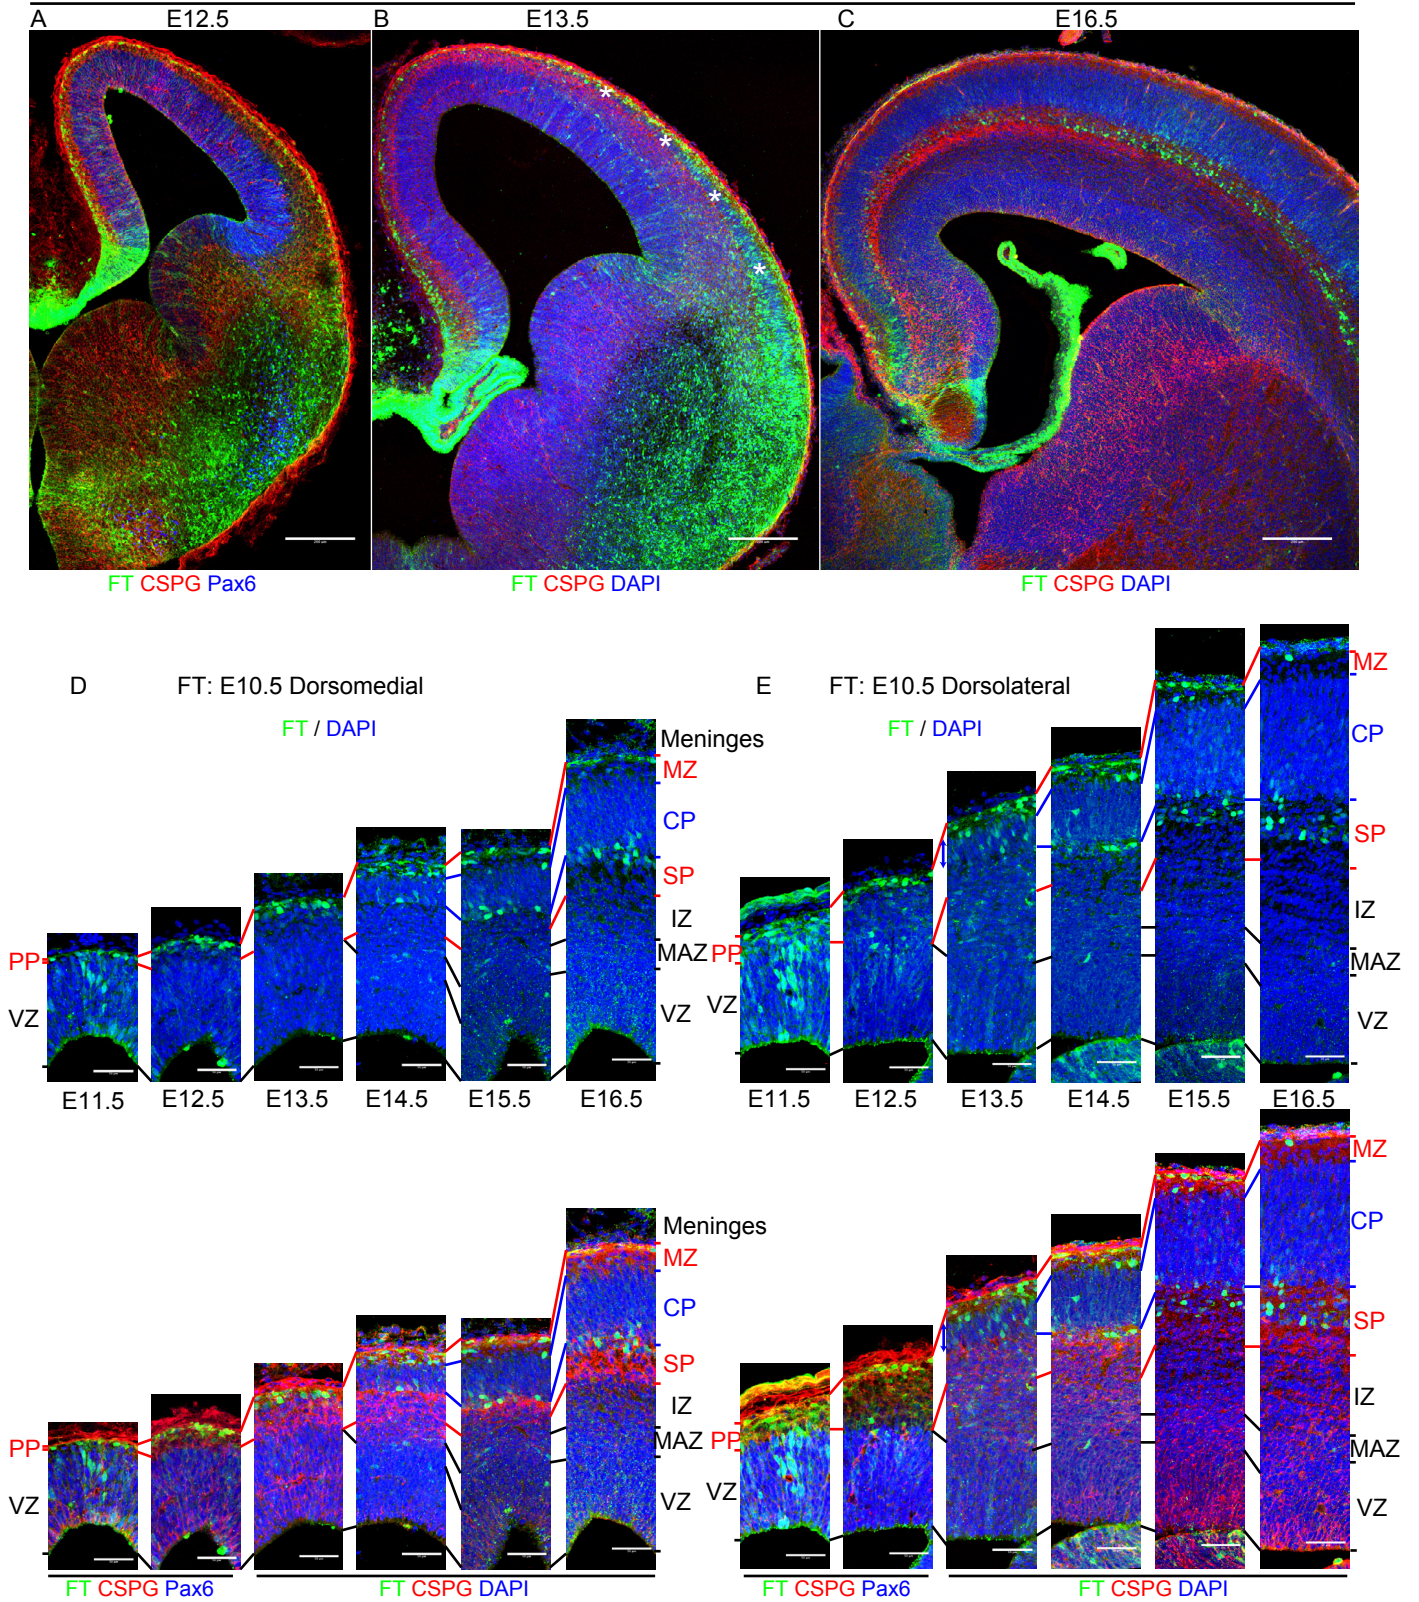 A E12.5 B E13.5 C E16.5
* * * *
FT CSPG Pax6 FT CSPG DAPI FT CSPG DAPI
D FT: E10.5 Dorsomedial
FT / DAPI
Meninges
MZ
CP
SP
IZ
MAZ
VZ
PP
VZ
E11.5 E12.5 E13.5 E14.5 E15.5 E16.5
E FT: E10.5 Dorsolateral
FT / DAPI
MZ
CP
SP
IZ
MAZ
VZ
PP
VZ
E11.5 E12.5 E13.5 E14.5 E15.5 E16.5
Meninges
MZ
CP
SP
IZ
MAZ
VZ
PP
VZ
FT CSPG Pax6 FT CSPG DAPI
MZ
CP
SP
IZ
MAZ
VZ
PP
VZ
FT CSPG Pax6 FT CSPG DAPI